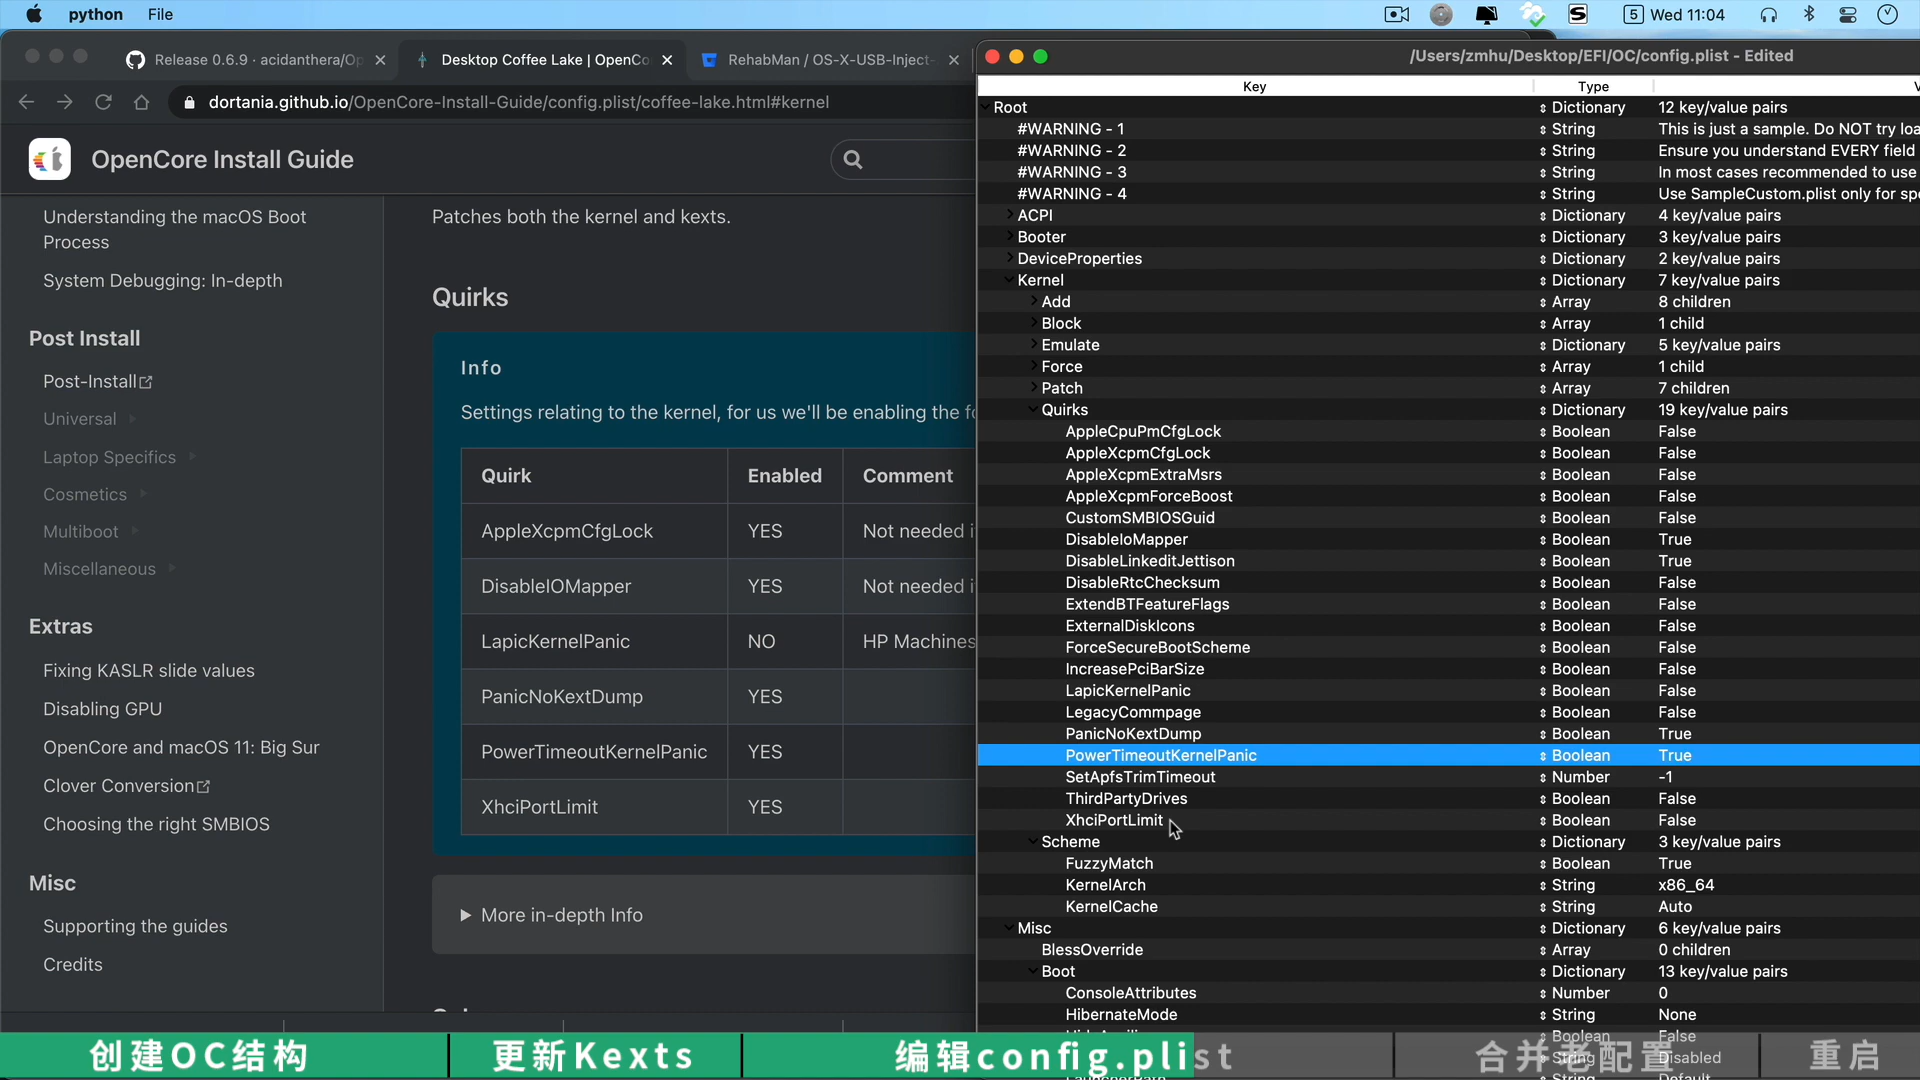 python File
5 Wed 11:04
Release 0.6.9 · acidanthera/Op
Desktop Coffee Lake | OpenCo
RehabMan / OS-X-USB-Inject-
dortania.github.io/OpenCore-Install-Guide/config.plist/coffee-lake.html#kernel
OpenCore Install Guide
Understanding the macOS Boot
Process
System Debugging: In-depth
Post Install
Post-Install
Universal
Laptop Specifics
Cosmetics
Multiboot
Miscellaneous
Extras
Fixing KASLR slide values
Disabling GPU
OpenCore and macOS 11: Big Sur
Clover Conversion
Choosing the right SMBIOS
Misc
Supporting the guides
Credits
Patches both the kernel and kexts.
Quirks
Info
Settings relating to the kernel, for us we'll be enabling the fo
Quirk Enabled Comment
AppleXcpmCfgLock YES Not needed i
DisableIOMapper YES Not needed i
LapicKernelPanic NO HP Machines
PanicNoKextDump YES
PowerTimeoutKernelPanic YES
XhciPortLimit YES
More in-depth Info
/Users/zmhu/Desktop/EFI/OC/config.plist - Edited
Key Type V
Root Dictionary 12 key/value pairs
#WARNING - 1 String This is just a sample. Do NOT try loa
#WARNING - 2 String Ensure you understand EVERY field
#WARNING - 3 String In most cases recommended to use
#WARNING - 4 String Use SampleCustom.plist only for spe
ACPI Dictionary 4 key/value pairs
Booter Dictionary 3 key/value pairs
DeviceProperties Dictionary 2 key/value pairs
Kernel Dictionary 7 key/value pairs
Add Array 8 children
Block Array 1 child
Emulate Dictionary 5 key/value pairs
Force Array 1 child
Patch Array 7 children
Quirks Dictionary 19 key/value pairs
AppleCpuPmCfgLock Boolean False
AppleXcpmCfgLock Boolean False
AppleXcpmExtraMsrs Boolean False
AppleXcpmForceBoost Boolean False
CustomSMBIOSGuid Boolean False
DisableIoMapper Boolean True
DisableLinkeditJettison Boolean True
DisableRtcChecksum Boolean False
ExtendBTFeatureFlags Boolean False
ExternalDiskIcons Boolean False
ForceSecureBootScheme Boolean False
IncreasePciBarSize Boolean False
LapicKernelPanic Boolean False
LegacyCommpage Boolean False
PanicNoKextDump Boolean True
PowerTimeoutKernelPanic Boolean True
SetApfsTrimTimeout Number -1
ThirdPartyDrives Boolean False
XhciPortLimit Boolean False
Scheme Dictionary 3 key/value pairs
FuzzyMatch Boolean True
KernelArch String x86_64
KernelCache String Auto
Misc Dictionary 6 key/value pairs
BlessOverride Array 0 children
Boot Dictionary 13 key/value pairs
ConsoleAttributes Number 0
HibernateMode String None
Boolean False
String Disabled
创建OC结构 更新Kexts 编辑config.plist 合并老配置 重启